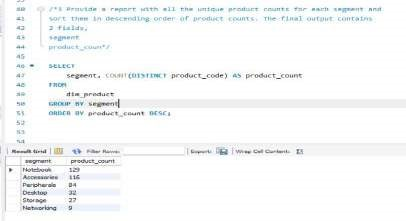 40 /*3 Provide a report with all the unique product counts for each segment and
41 sort them in descending order of product counts. The final output contains
42 2 fields,
43 segment
44 product_coun*/
45
46 SELECT
47 segment, COUNT(DISTINCT product_code) AS product_count
48 FROM
49 dim_product
50 GROUP BY segment
51 ORDER BY product_count DESC;
52
53
54
Result Grid Filter Rows: Export: Wrap Cell Content:
segment product_count
Notebook 129
Accessories 116
Peripherals 84
Desktop 32
Storage 27
Networking 9